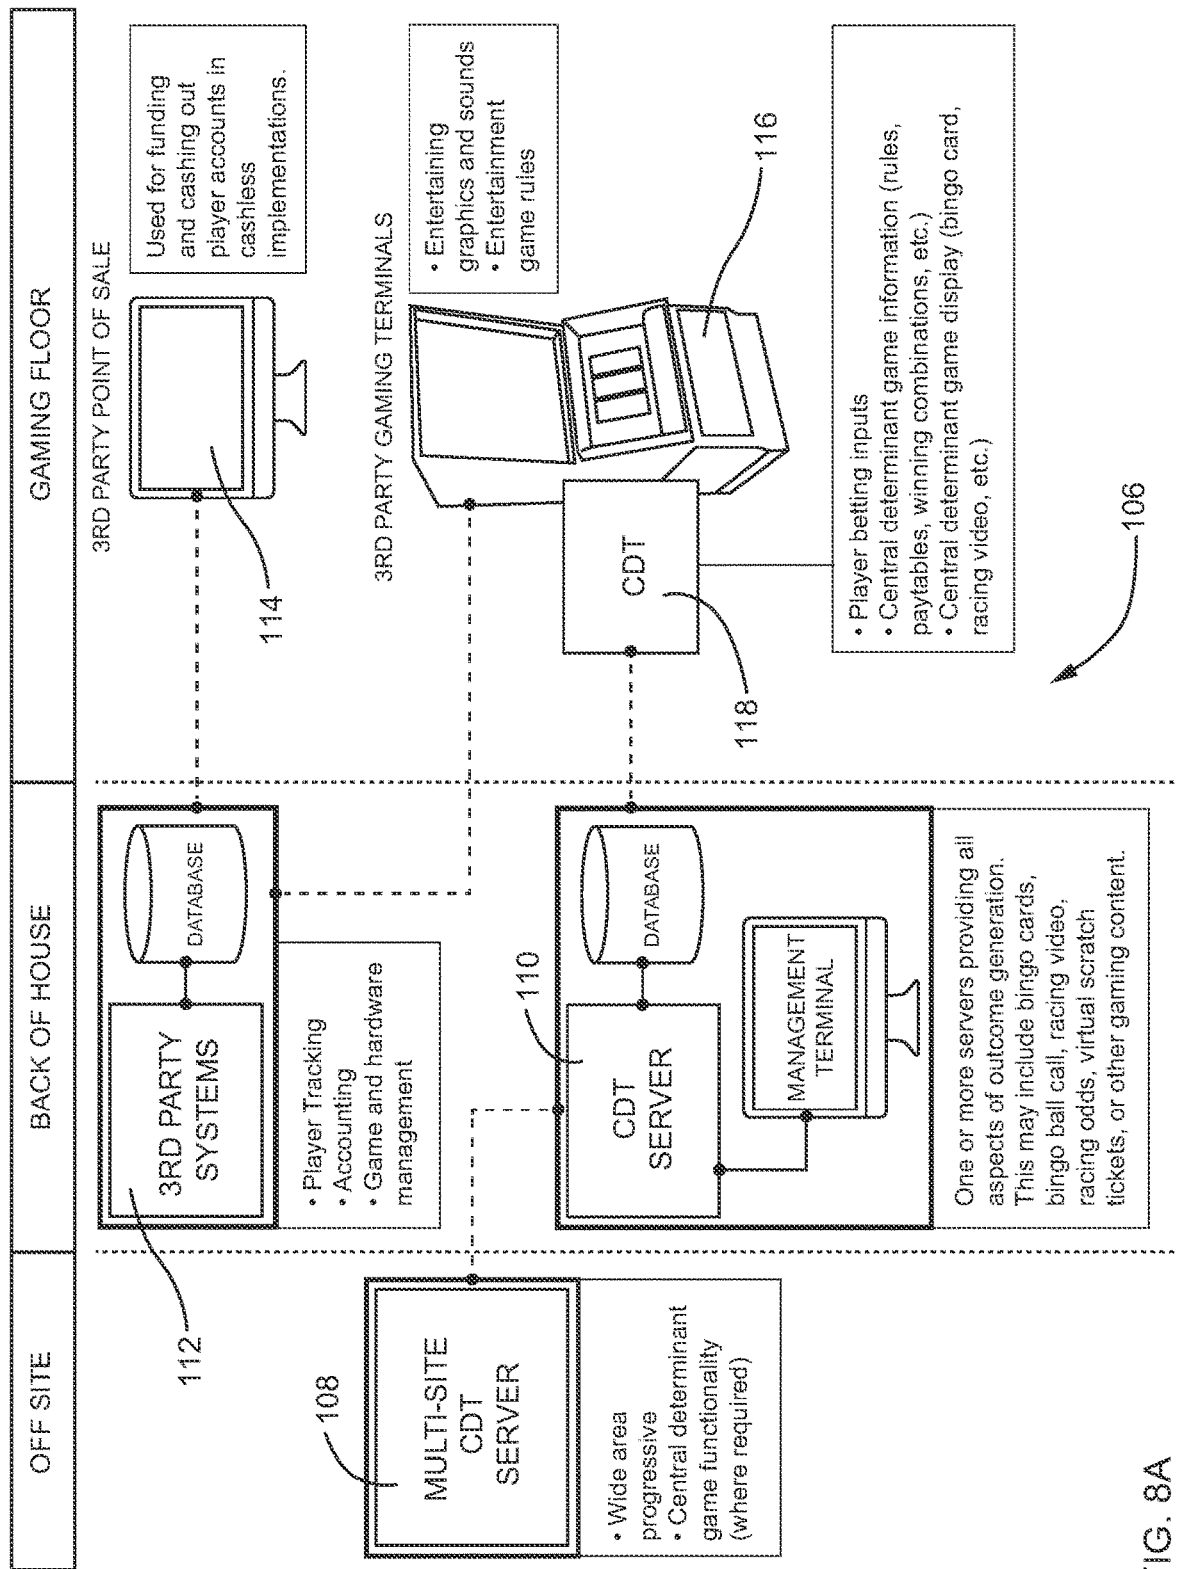 OFF SITE
BACK OF HOUSE
GAMING FLOOR
112
3RD PARTY
SYSTEMS
DATABASE
• Player Tracking
• Accounting
• Game and hardware
management
3RD PARTY POINT OF SALE
114
Used for funding
and cashing out
player accounts in
cashless
implementations.
108
MULTI-SITE
CDT
SERVER
• Wide area
progressive
• Central determinant
game functionality
(where required)
110
CDT
SERVER
DATABASE
MANAGEMENT
TERMINAL
One or more servers providing all
aspects of outcome generation.
This may include bingo cards,
bingo ball call, racing video,
racing odds, virtual scratch
tickets, or other gaming content.
3RD PARTY GAMING TERMINALS
• Entertaining
graphics and sounds
• Entertainment
game rules
116
CDT
118
• Player betting inputs
• Central determinant game information (rules,
paytables, winning combinations, etc.)
• Central determinant game display (bingo card,
racing video, etc.)
106
FIG. 8A